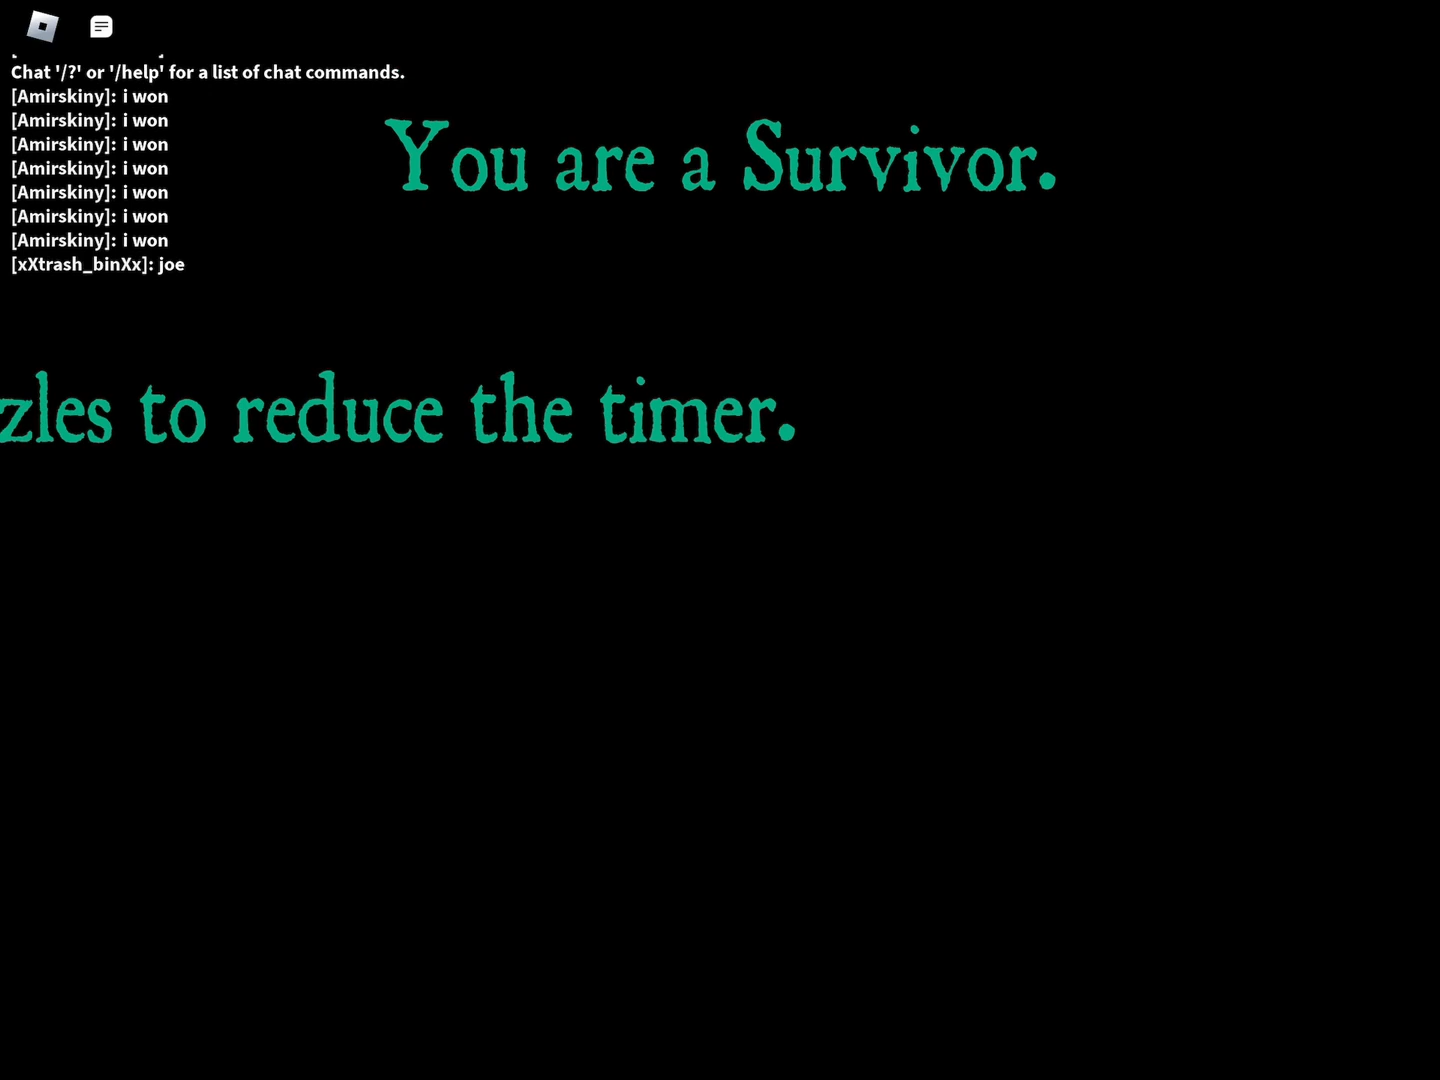 Chat '/?' or '/help' for a list of chat commands.
[Amirskiny]: i won
[Amirskiny]: i won
[Amirskiny]: i won
[Amirskiny]: i won
[Amirskiny]: i won
[Amirskiny]: i won
[Amirskiny]: i won
[xXtrash_binXx]: joe
You are a Survivor.
zles to reduce the timer.